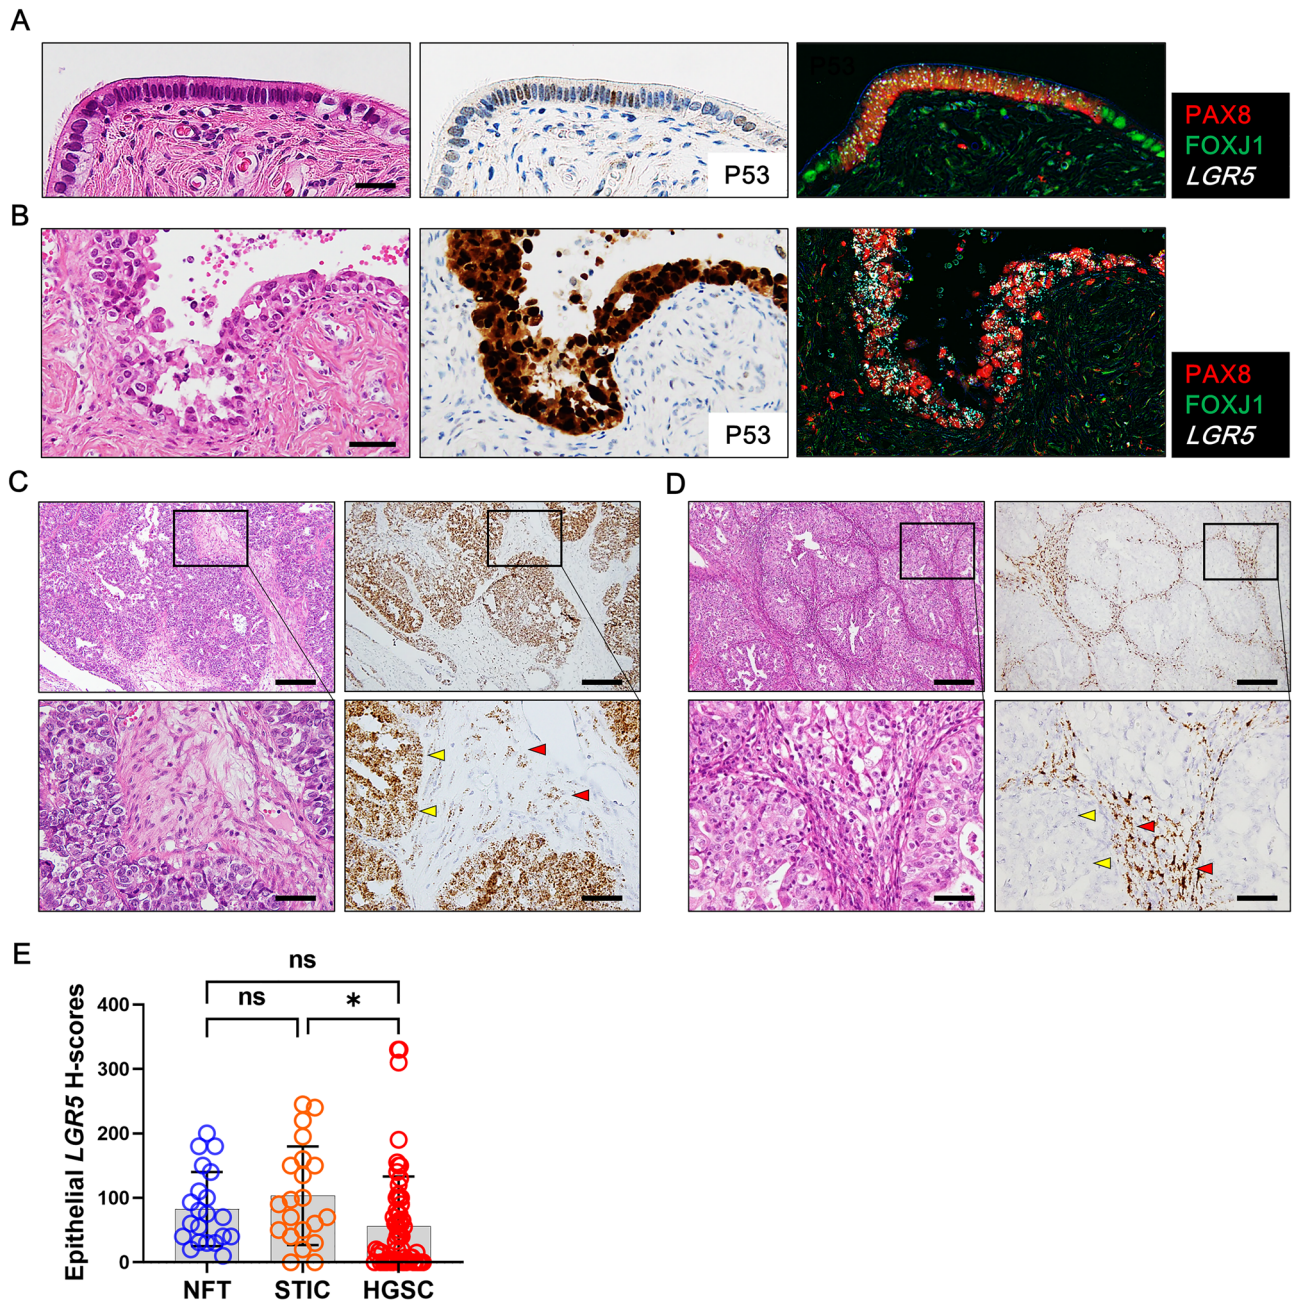 A
P53
P53
PAX8
FOXJ1
LGR5
B
P53
PAX8
FOXJ1
LGR5
C
D
E
ns
ns
*
Epithelial LGR5 H-scores
400
300
200
100
0
NFT
STIC
HGSC